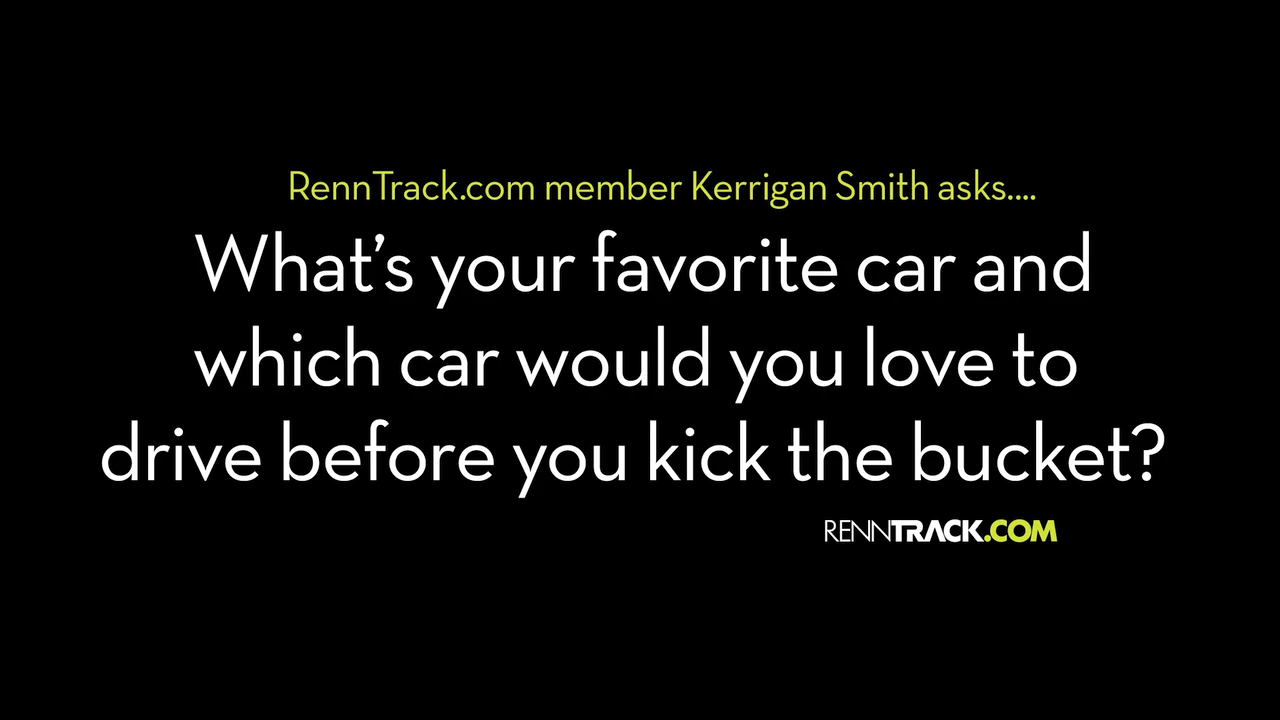 RennTrack.com member Kerrigan Smith asks....
What’s your favorite car and
which car would you love to
drive before you kick the bucket?
RENNTRACK.COM